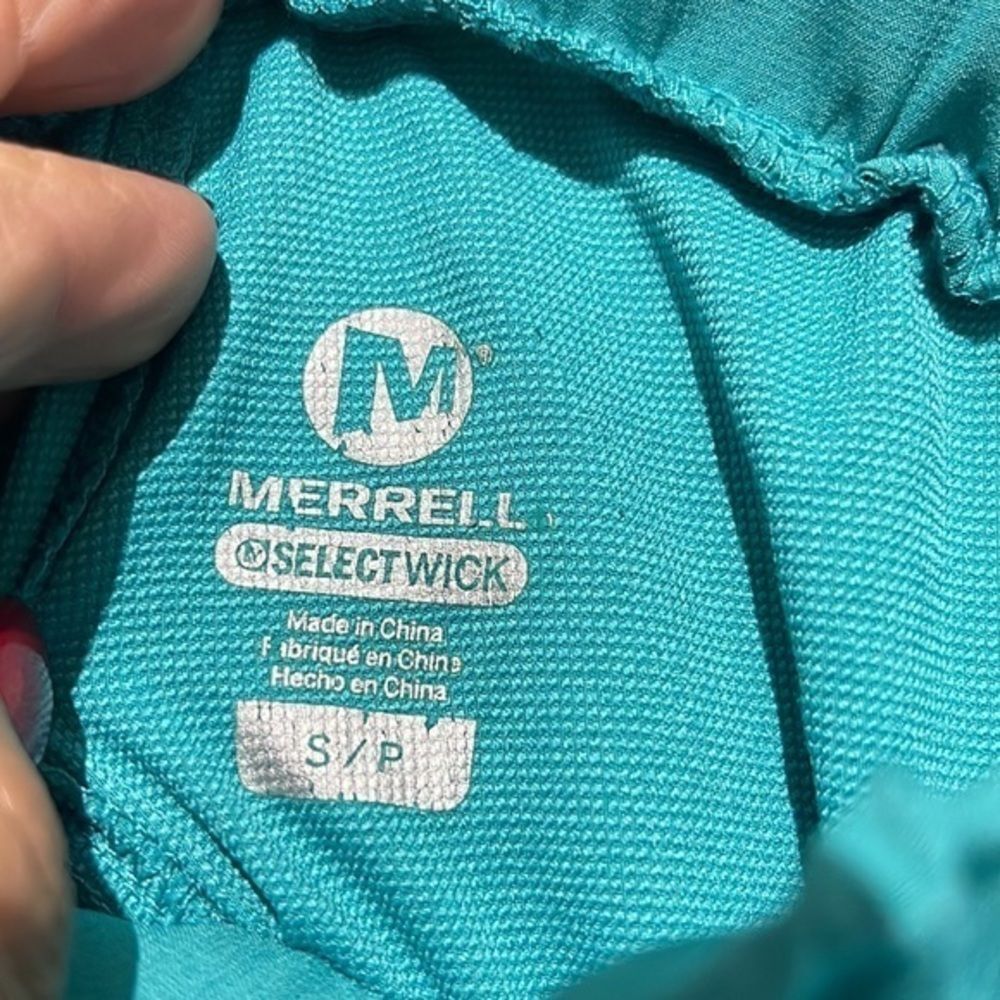 M ®
MERRELL
M SELECTWICK
Made in China
Fabriqué en Chine
Hecho en China
S / P